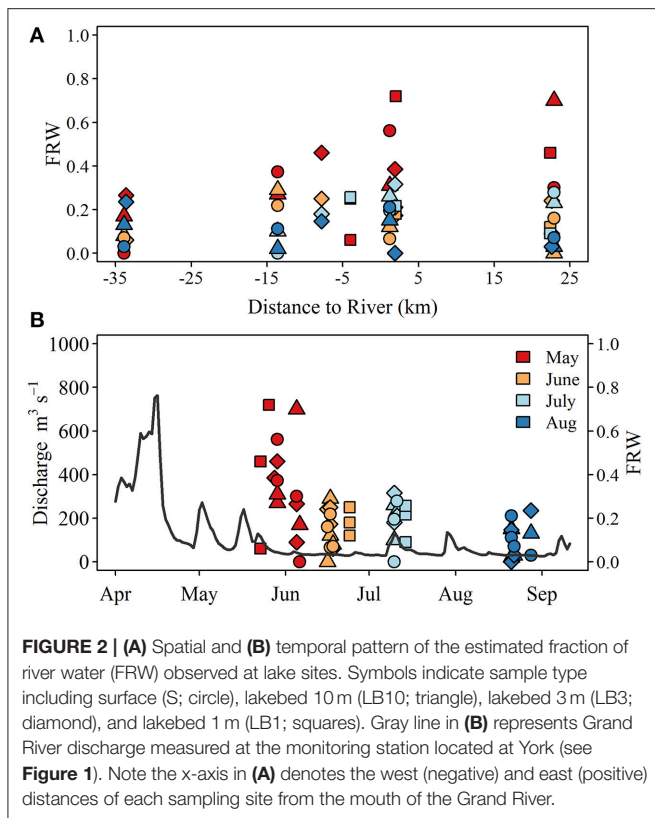 A
1.0
0.8
0.6
0.4
0.2
0.0
FRW
-35 -25 -15 -5 5 15 25
Distance to River (km)
B
1000
800
600
400
200
0
Discharge m³ s⁻¹
1.0
0.8
0.6
0.4
0.2
0.0
FRW
May
June
July
Aug
Apr May Jun Jul Aug Sep
FIGURE 2 | (A) Spatial and (B) temporal pattern of the estimated fraction of
river water (FRW) observed at lake sites. Symbols indicate sample type
including surface (S; circle), lakebed 10 m (LB10; triangle), lakebed 3 m (LB3;
diamond), and lakebed 1 m (LB1; squares). Gray line in (B) represents Grand
River discharge measured at the monitoring station located at York (see
Figure 1). Note the x-axis in (A) denotes the west (negative) and east (positive)
distances of each sampling site from the mouth of the Grand River.